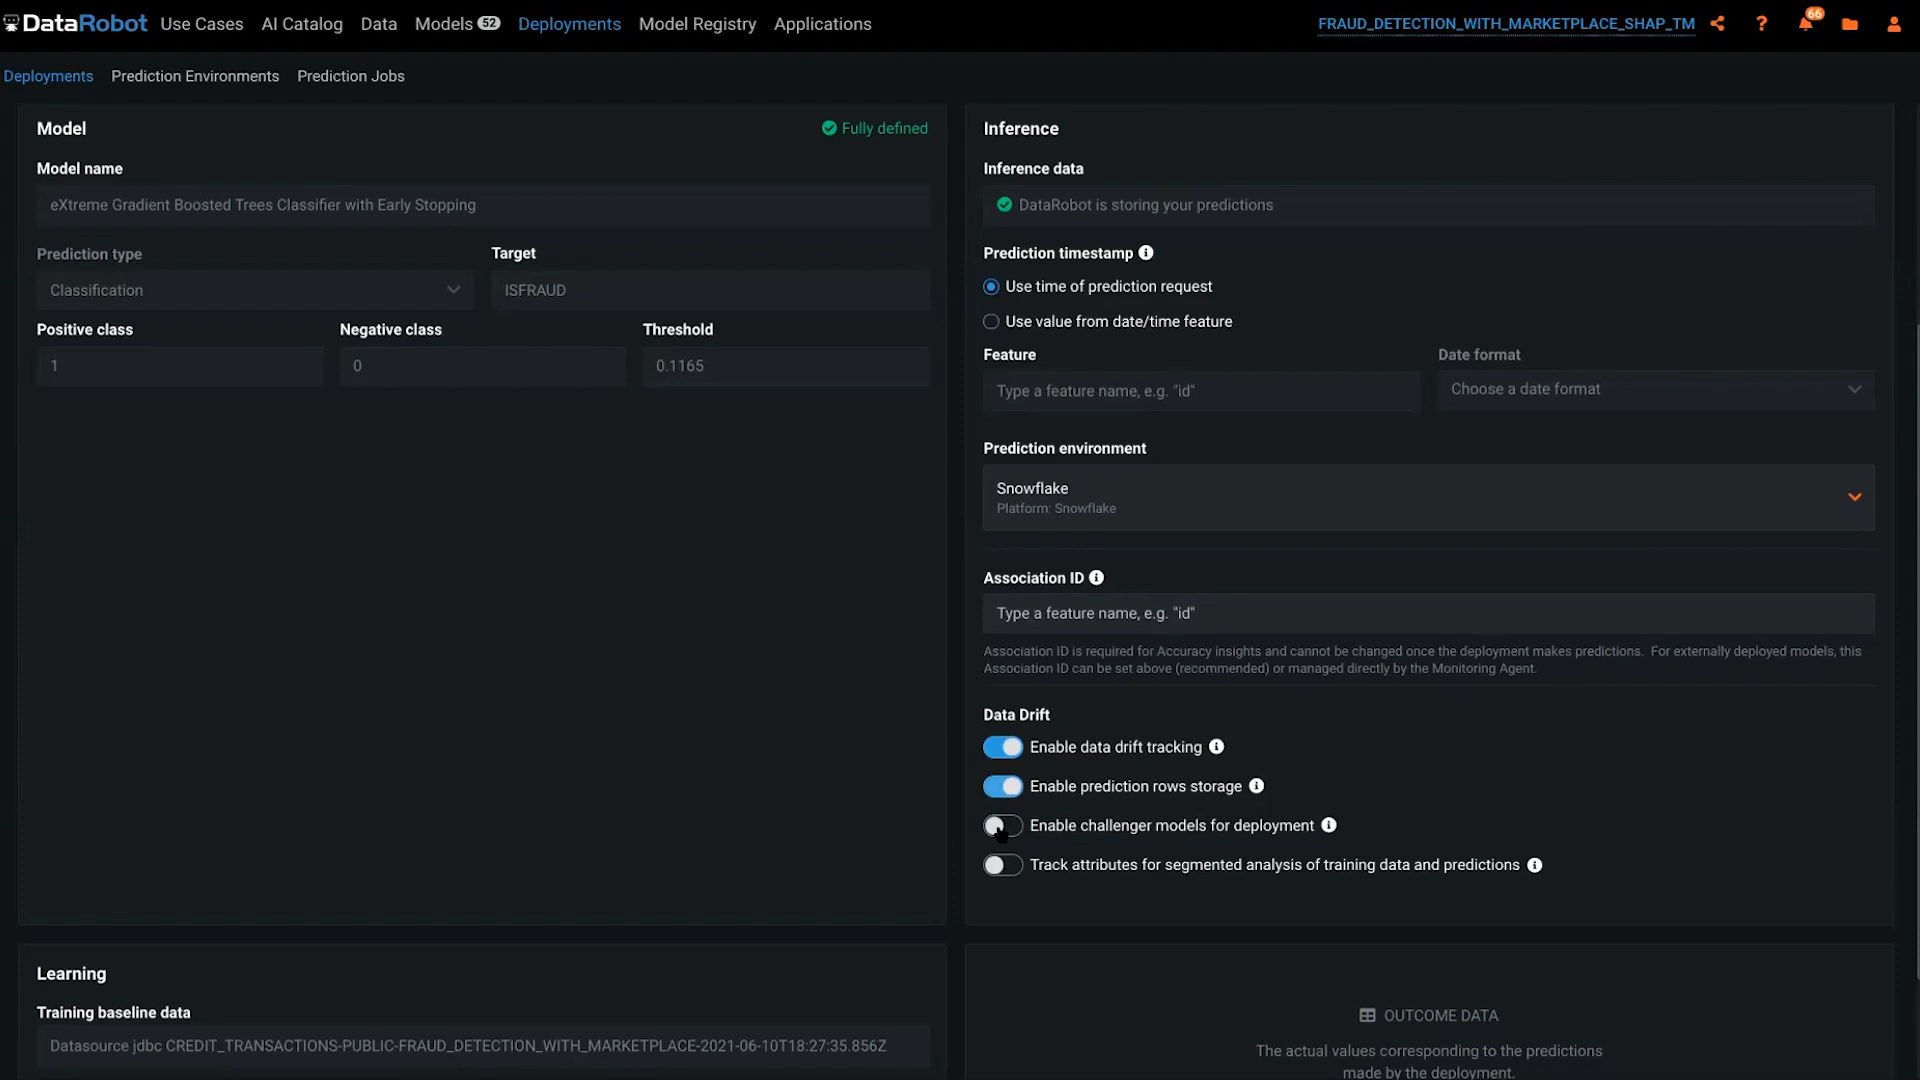 DataRobot Use Cases AI Catalog Data Models 52 Deployments Model Registry Applications FRAUD_DETECTION_WITH_MARKETPLACE_SHAP_TM ? 66
Deployments Prediction Environments Prediction Jobs
Model Fully defined
Model name
eXtreme Gradient Boosted Trees Classifier with Early Stopping
Prediction type Target
Classification ISFRAUD
Positive class Negative class Threshold
1 0 0.1165
Inference
Inference data
DataRobot is storing your predictions
Prediction timestamp
Use time of prediction request
Use value from date/time feature
Feature Date format
Type a feature name, e.g. "id" Choose a date format
Prediction environment
Snowflake
Platform: Snowflake
Association ID
Type a feature name, e.g. "id"
Association ID is required for Accuracy insights and cannot be changed once the deployment makes predictions. For externally deployed models, this
Association ID can be set above (recommended) or managed directly by the Monitoring Agent.
Data Drift
Enable data drift tracking
Enable prediction rows storage
Enable challenger models for deployment
Track attributes for segmented analysis of training data and predictions
Learning
Training baseline data
Datasource jdbc CREDIT_TRANSACTIONS-PUBLIC-FRAUD_DETECTION_WITH_MARKETPLACE-2021-06-10T18:27:35.856Z
OUTCOME DATA
The actual values corresponding to the predictions
made by the deployment.